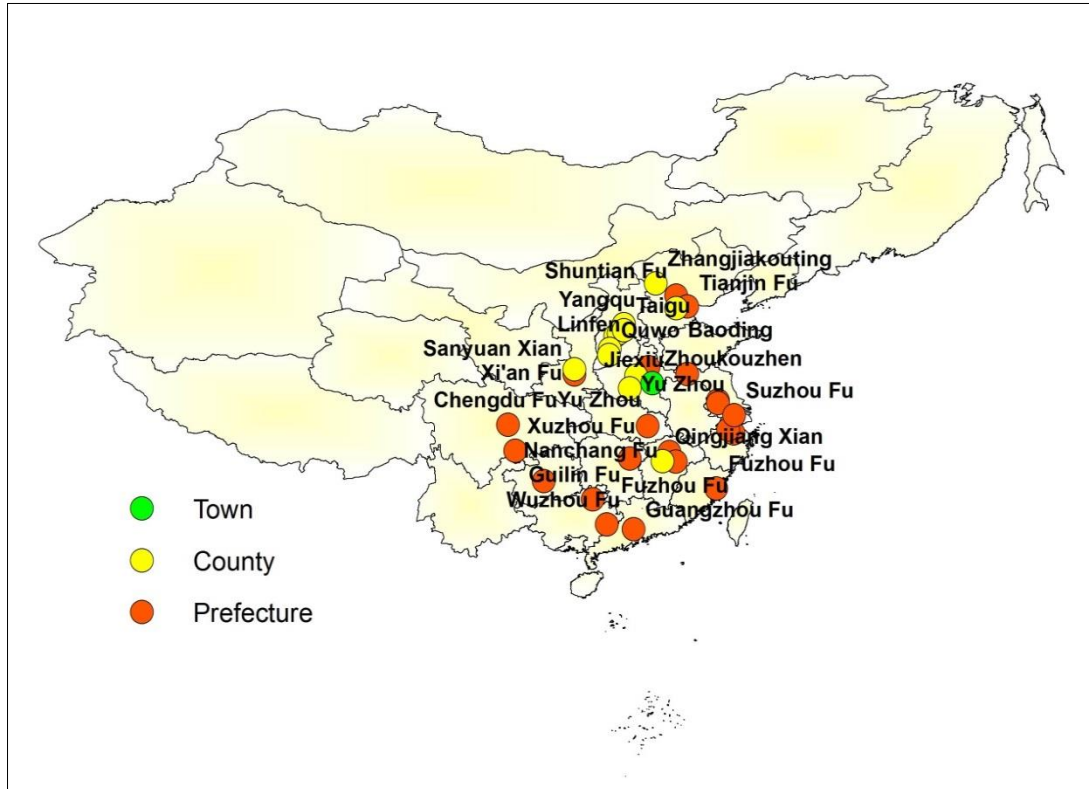 Zhangjiakouting
Shuntian Fu
Tianjin Fu
Yangqu
Taigu
Linfen
Quwo
Baoding
Sanyuan Xian
Jiexiu
Zhoukouzhen
Xi'an Fu
Yu Zhou
Suzhou Fu
Chengdu Fu
Yu Zhou
Xuzhou Fu
Qingjiang Xian
Nanchang Fu
Fuzhou Fu
Guilin Fu
Fuzhou Fu
Wuzhou Fu
Guangzhou Fu
Town
County
Prefecture